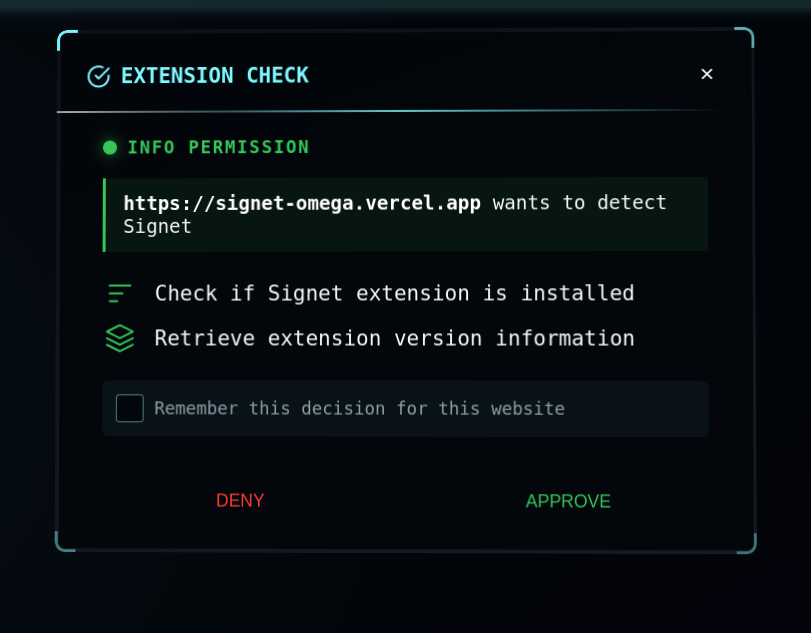 EXTENSION CHECK
×
INFO PERMISSION
https://signet-omega.vercel.app wants to detect
Signet
Check if Signet extension is installed
Retrieve extension version information
Remember this decision for this website
DENY
APPROVE